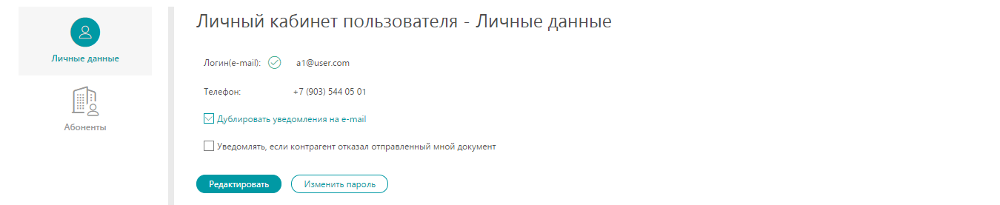 Личный кабинет пользователя - Личные данные
Личные данные
Абоненты
Логин(e-mail): a1@user.com
Телефон: +7 (903) 544 05 01
Дублировать уведомления на e-mail
Уведомлять, если контрагент отказал отправленный мной документ
Редактировать
Изменить пароль